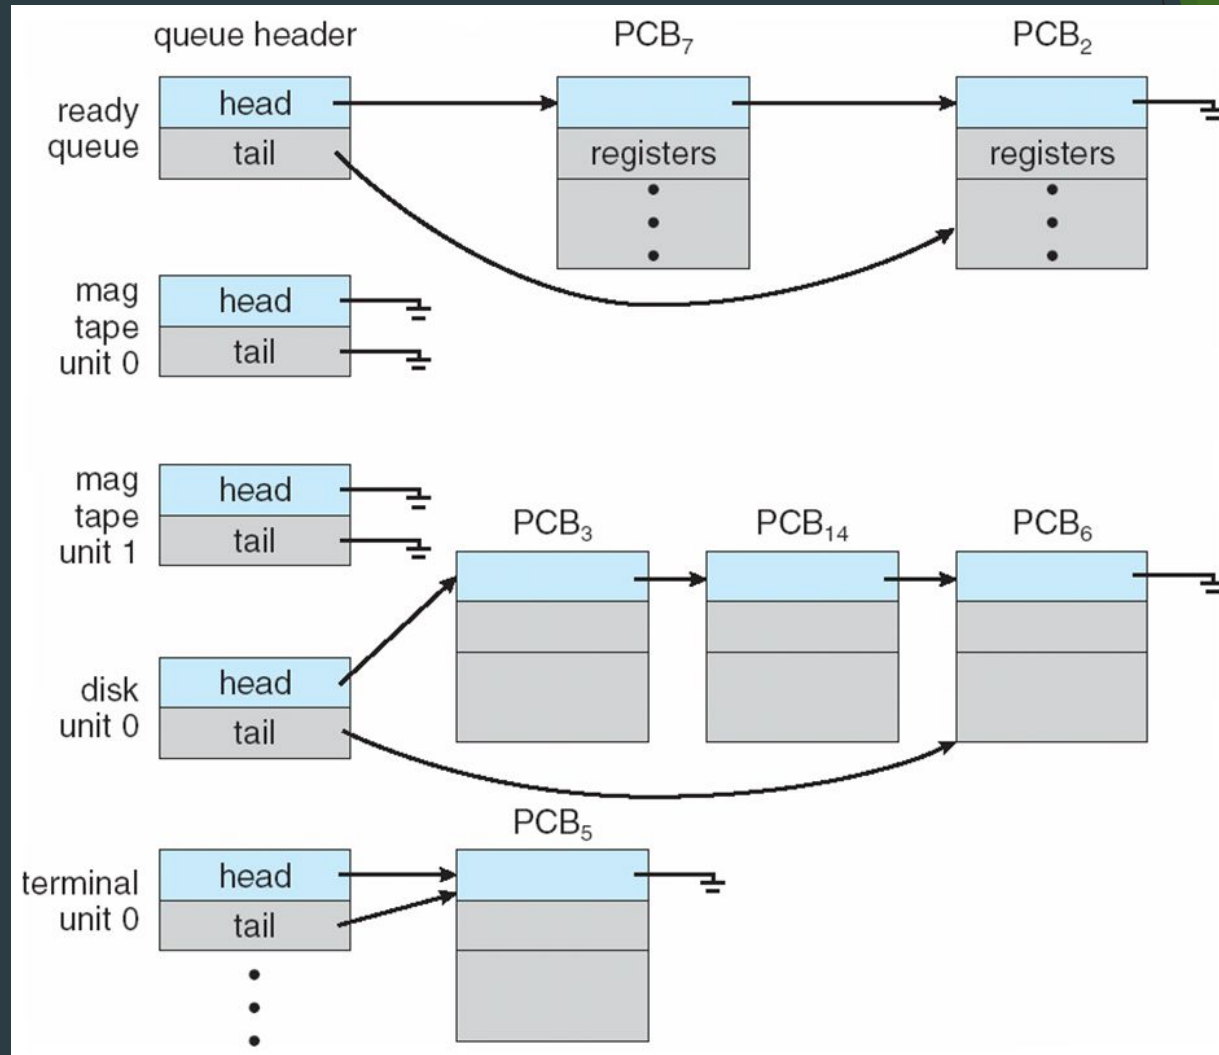 queue header
PCB7
PCB2
ready
queue
head
tail
registers
registers
mag
tape
unit 0
head
tail
mag
tape
unit 1
head
tail
PCB3
PCB14
PCB6
disk
unit 0
head
tail
PCB5
terminal
unit 0
head
tail